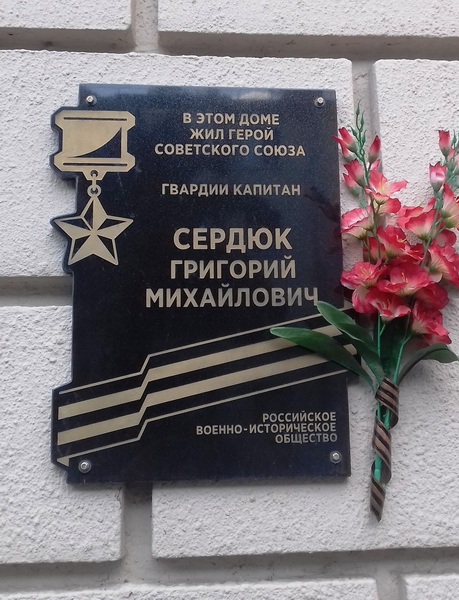 В ЭТОМ ДОМЕ
ЖИЛ ГЕРОЙ
СОВЕТСКОГО СОЮЗА
ГВАРДИИ КАПИТАН
СЕРДЮК
ГРИГОРИЙ
МИХАЙЛОВИЧ
РОССИЙСКОЕ
ВОЕННО-ИСТОРИЧЕСКОЕ
ОБЩЕСТВО